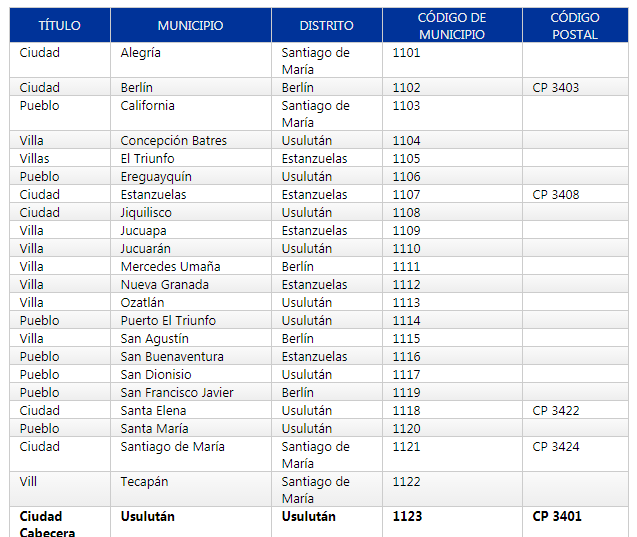 TÍTULO MUNICIPIO DISTRITO CÓDIGO DE MUNICIPIO CÓDIGO POSTAL
Ciudad Alegría Santiago de María 1101
Ciudad Berlín Berlín 1102 CP 3403
Pueblo California Santiago de María 1103
Villa Concepción Batres Usulután 1104
Villas El Triunfo Estanzuelas 1105
Pueblo Ereguayquín Usulután 1106
Ciudad Estanzuelas Estanzuelas 1107 CP 3408
Ciudad Jiquilisco Usulután 1108
Villa Jucuapa Estanzuelas 1109
Villa Jucuarán Usulután 1110
Villa Mercedes Umaña Berlín 1111
Villa Nueva Granada Estanzuelas 1112
Villa Ozatlán Usulután 1113
Pueblo Puerto El Triunfo Usulután 1114
Villa San Agustín Berlín 1115
Pueblo San Buenaventura Estanzuelas 1116
Pueblo San Dionisio Usulután 1117
Pueblo San Francisco Javier Berlín 1119
Ciudad Santa Elena Usulután 1118 CP 3422
Pueblo Santa María Usulután 1120
Ciudad Santiago de María Santiago de María 1121 CP 3424
Vill Tecapán Santiago de María 1122
Ciudad Cabecera Usulután Usulután 1123 CP 3401